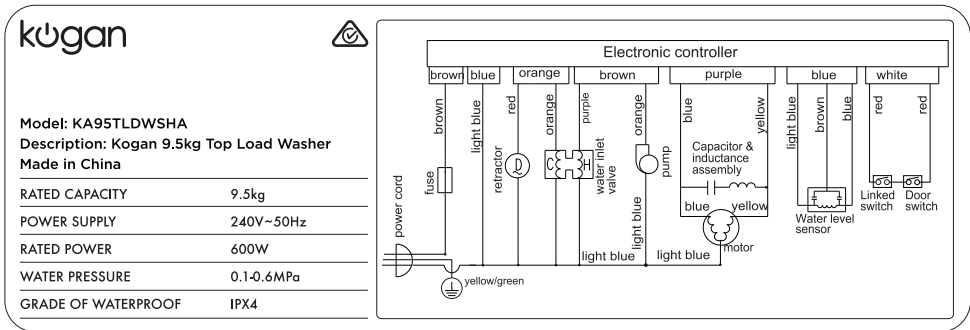 kogan
Model: KA95TLDWSHA
Description: Kogan 9.5kg Top Load Washer
Made in China
RATED CAPACITY 9.5kg
POWER SUPPLY 240V~50Hz
RATED POWER 600W
WATER PRESSURE 0.1-0.6MPa
GRADE OF WATERPROOF IPX4
Electronic controller
brown blue orange brown purple blue white
brown
light blue
red
orange
purple
orange
blue
yellow
light blue
brown
blue
red
red
power cord
fuse
retractor
D
C
H
water inlet
valve
pump
Capacitor &
inductance
assembly
blue yellow
motor
Water level
sensor
Linked
switch
Door
switch
light blue
light blue
light blue
yellow/green